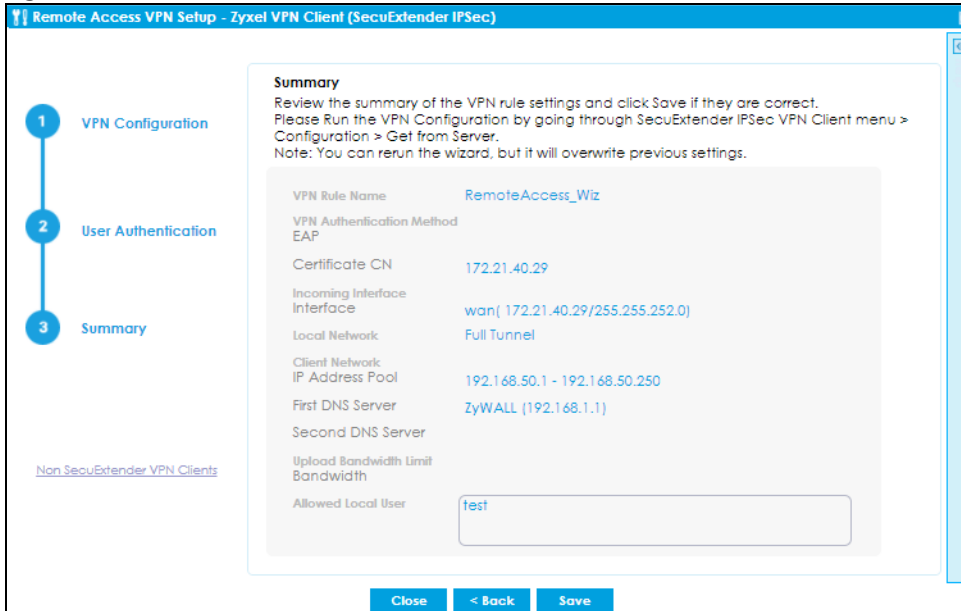 Remote Access VPN Setup - Zyxel VPN Client (SecuExtender IPSec)
1
VPN Configuration
2
User Authentication
3
Summary
Non SecuExtender VPN Clients
Summary
Review the summary of the VPN rule settings and click Save if they are correct.
Please Run the VPN Configuration by going through SecuExtender IPSec VPN Client menu >
Configuration > Get from Server.
Note: You can rerun the wizard, but it will overwrite previous settings.
VPN Rule Name RemoteAccess_Wiz
VPN Authentication Method
EAP
Certificate CN 172.21.40.29
Incoming Interface
Interface wan( 172.21.40.29/255.255.252.0)
Local Network Full Tunnel
Client Network
IP Address Pool 192.168.50.1 - 192.168.50.250
First DNS Server ZyWALL (192.168.1.1)
Second DNS Server
Upload Bandwidth Limit
Bandwidth
Allowed Local User test
Close < Back Save